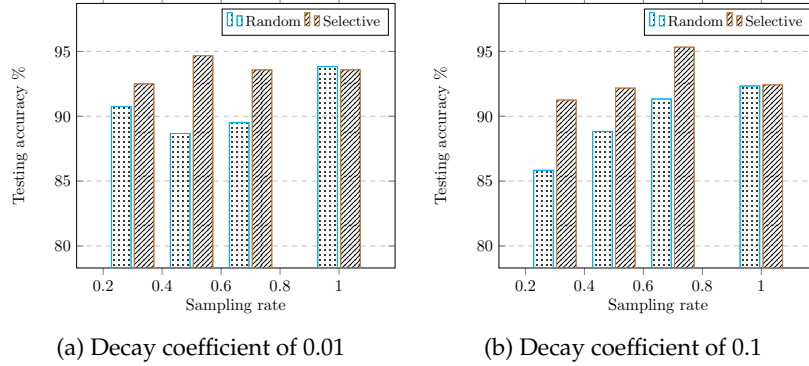 Random Selective
95
90
85
80
Testing accuracy %
0.2 0.4 0.6 0.8 1
Sampling rate
(a) Decay coefficient of 0.01
Random Selective
95
90
85
80
Testing accuracy %
0.2 0.4 0.6 0.8 1
Sampling rate
(b) Decay coefficient of 0.1